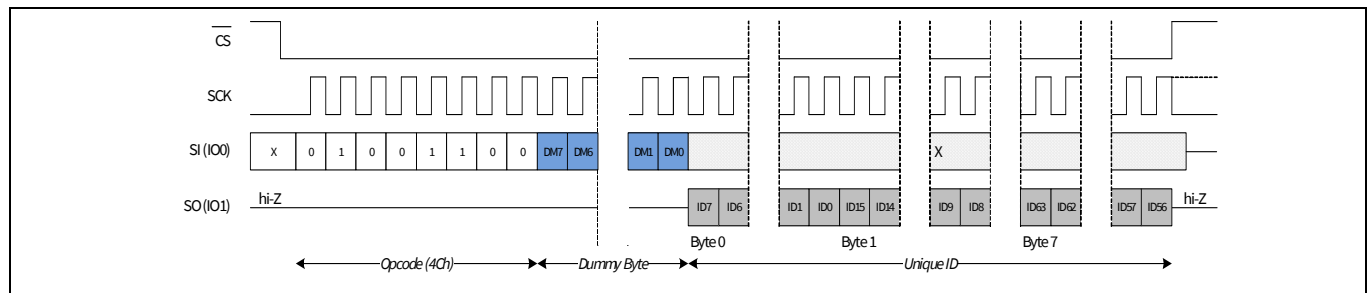 CS
SCK
SI (IO0) X 0 1 0 0 1 1 0 0 DM7 DM6 DM1 DM0 X
hi-Z
SO (IO1) ID7 ID6 ID1 ID0 ID15 ID14 ID9 ID8 ID63 ID62 ID57 ID56 hi-Z
Byte 0 Byte 1 Byte 7
Opcode (4Ch) Dummy Byte Unique ID